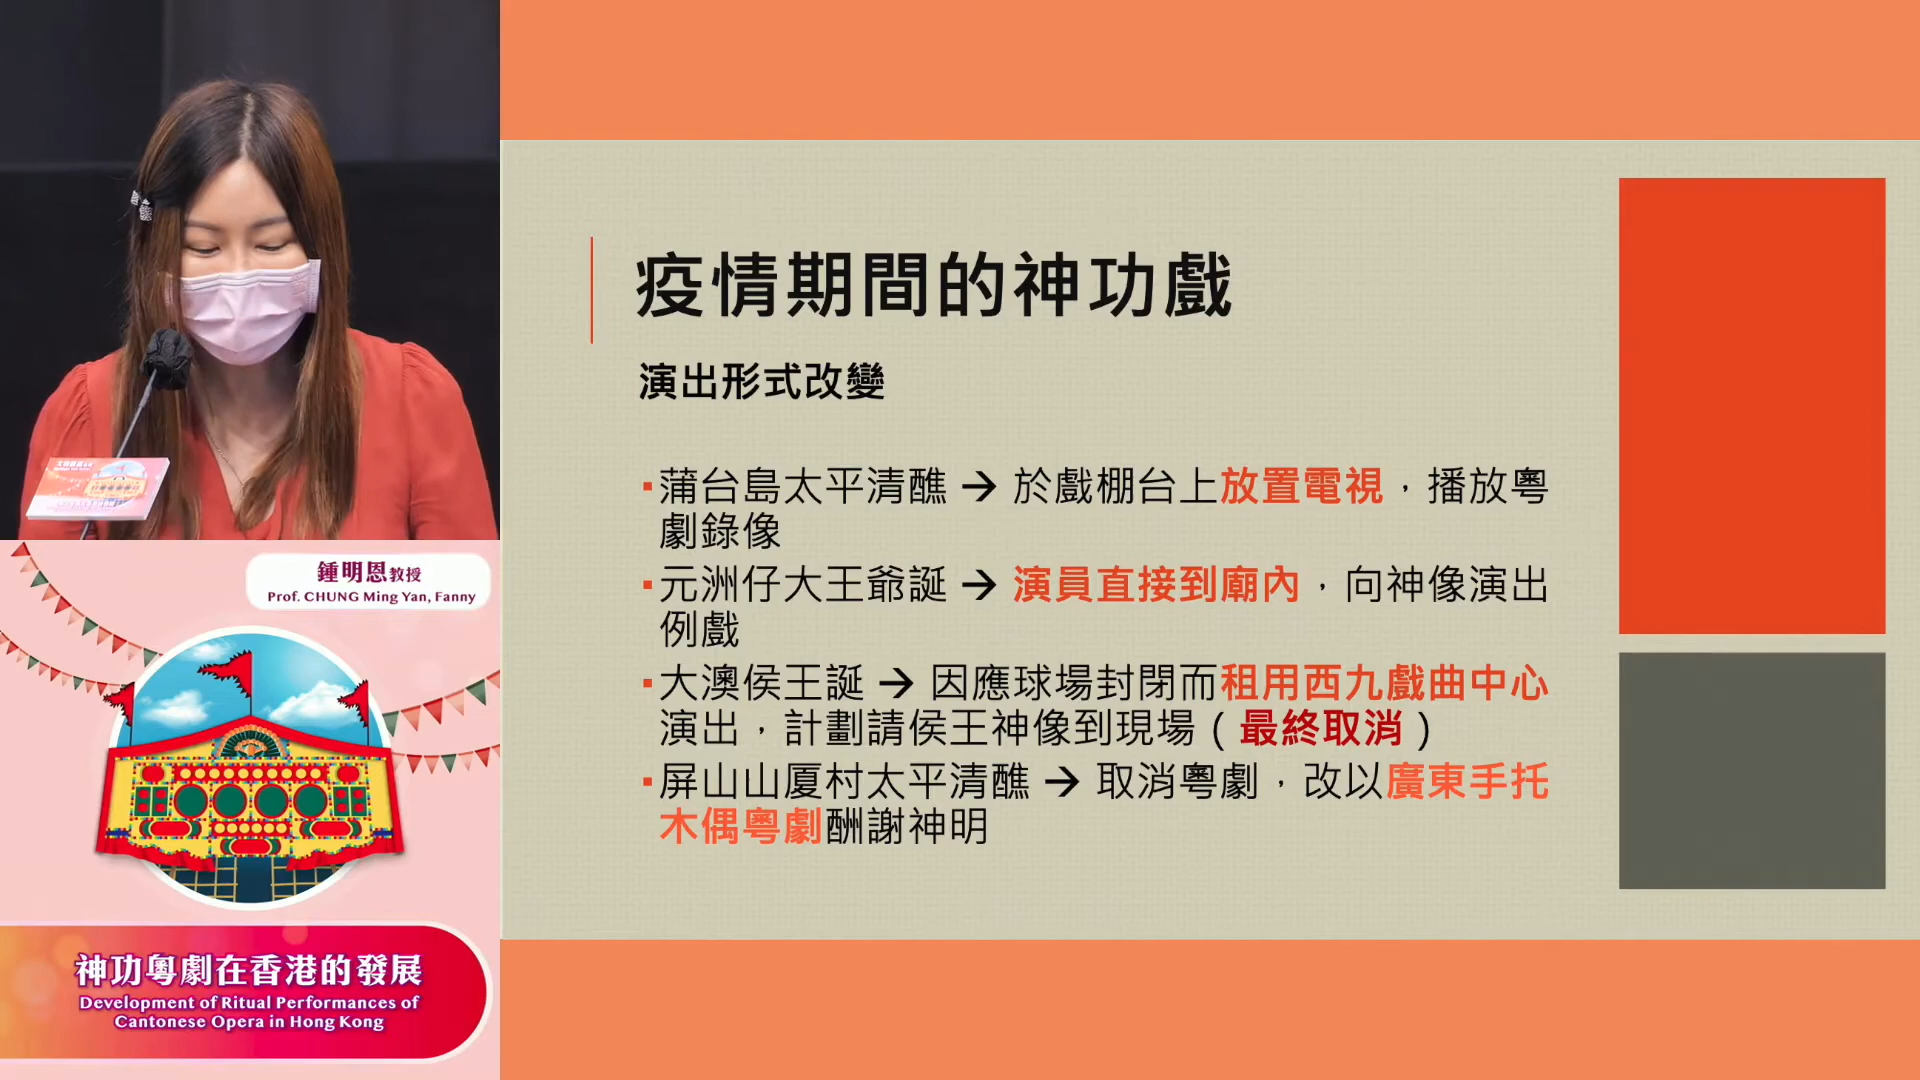 鍾明恩教授
Prof. CHUNG Ming Yan, Fanny
神功粵劇在香港的發展
Development of Ritual Performances of
Cantonese Opera in Hong Kong
疫情期間的神功戲
演出形式改變
▪蒲台島太平清醮 → 於戲棚台上放置電視，播放粵
劇錄像
▪元洲仔大王爺誕 → 演員直接到廟內，向神像演出
例戲
▪大澳侯王誕 → 因應球場封閉而租用西九戲曲中心
演出，計劃請侯王神像到現場（最終取消）
▪屏山山厦村太平清醮 → 取消粵劇，改以廣東手托
木偶粵劇酬謝神明